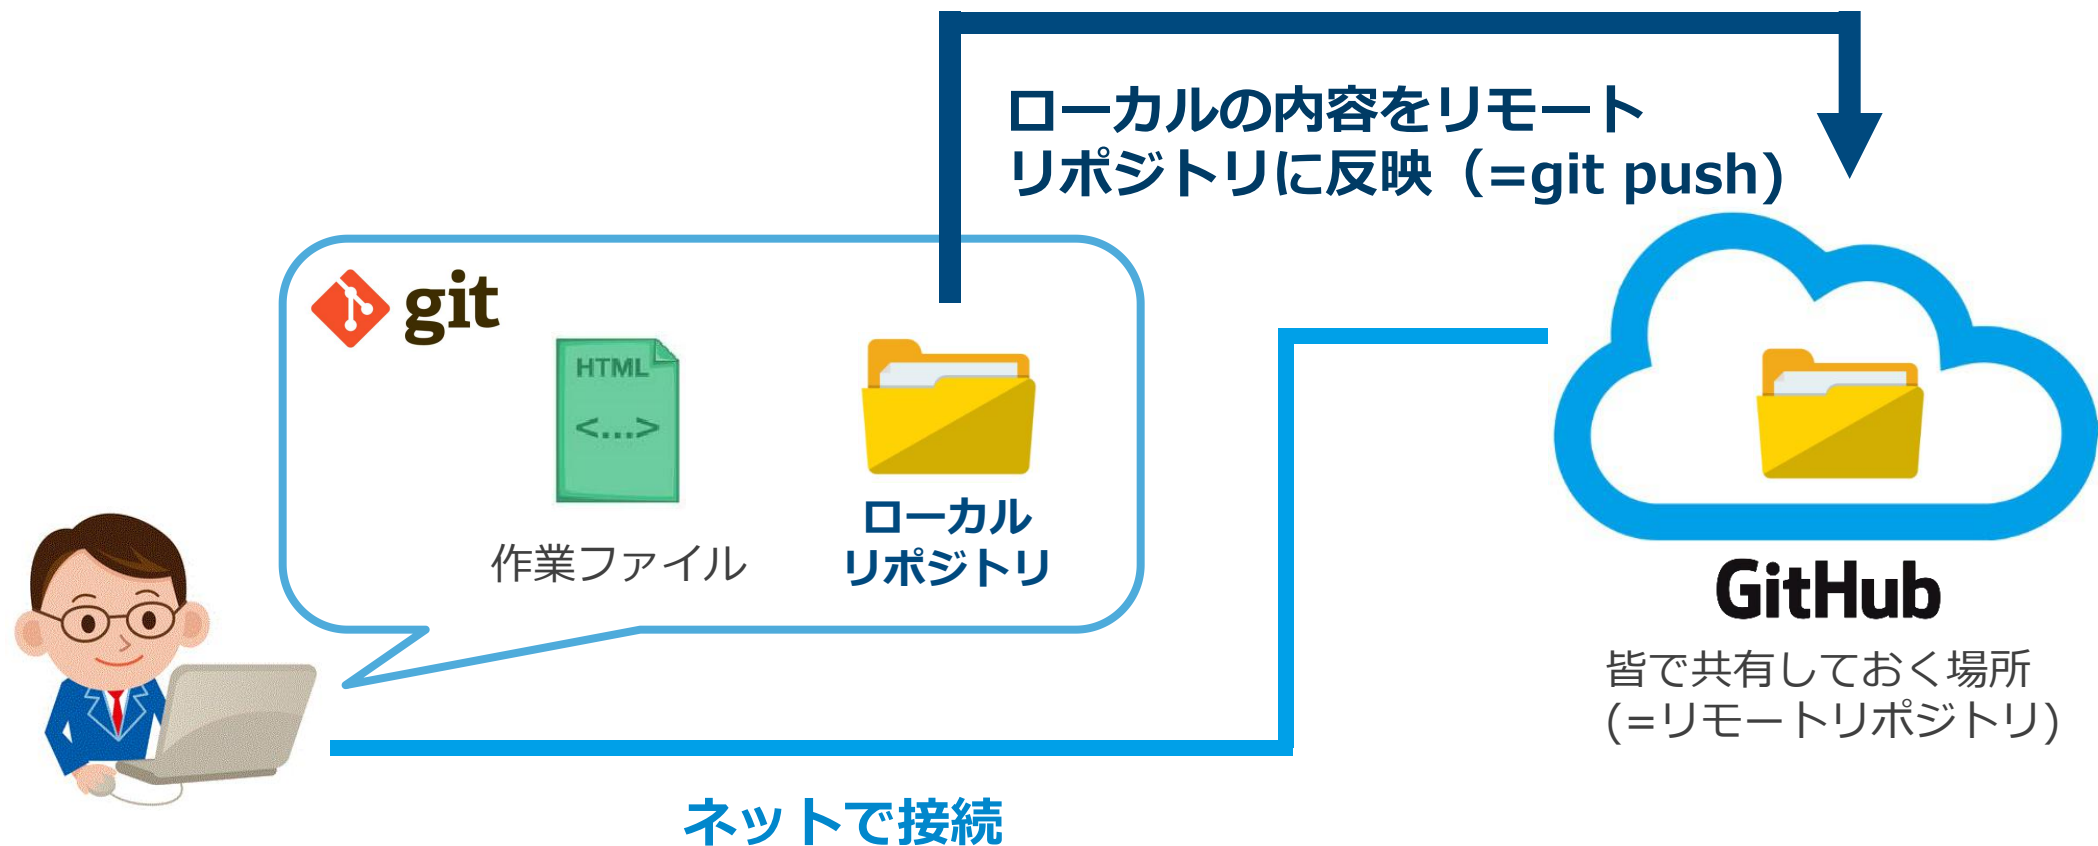 ローカルの内容をリモート
リポジトリに反映（=git push)
git
HTML
<...>
作業ファイル
ローカル
リポジトリ
GitHub
皆で共有しておく場所
(=リモートリポジトリ)
ネットで接続